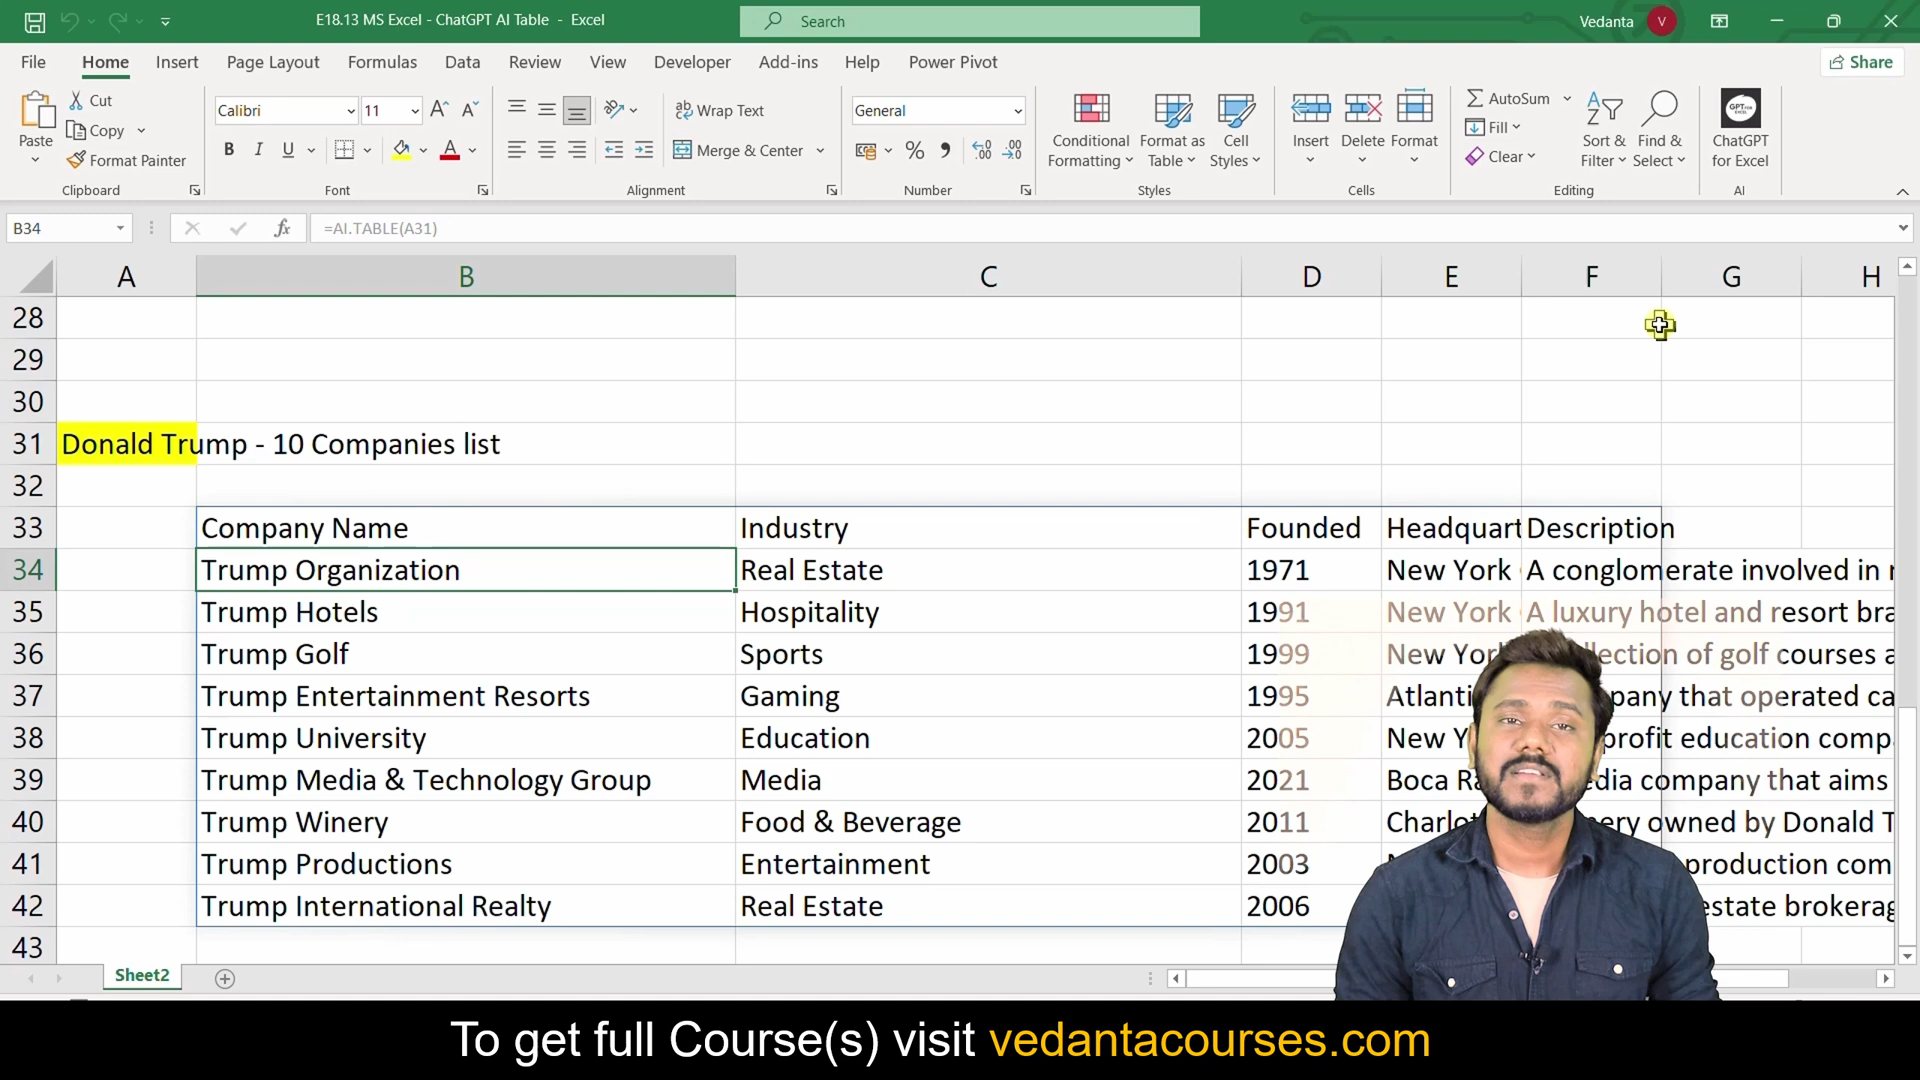 E18.13 MS Excel - ChatGPT AI Table - Excel
Search
Vedanta V
File Home Insert Page Layout Formulas Data Review View Developer Add-ins Help Power Pivot Share
Paste Cut Copy Format Painter Clipboard
Calibri 11 A A B I U A Font
Wrap Text Merge & Center Alignment
General % Number
Conditional Formatting Format as Table Cell Styles Styles
Insert Delete Format Cells
AutoSum Fill Clear Sort & Filter Find & Select Editing
ChatGPT for Excel AI
B34 fx =AI.TABLE(A31)
A B C D E F G H
28
29
30
31 Donald Trump - 10 Companies list
32
33 Company Name Industry Founded Headquart Description
34 Trump Organization Real Estate 1971 New York A conglomerate involved in
35 Trump Hotels Hospitality 1991 New York A luxury hotel and resort bra
36 Trump Golf Sports 1999 New of golf courses a
37 Trump Entertainment Resorts Gaming 1995 Atlanti that operated ca
38 Trump University Education 2005 New profit education comp
39 Trump Media & Technology Group Media 2021 Boca company that aims
40 Trump Winery Food & Beverage 2011 Charlo owned by Donald T
41 Trump Productions Entertainment 2003 production com
42 Trump International Realty Real Estate 2006 estate brokerag
43
Sheet2
To get full Course(s) visit vedantacourses.com